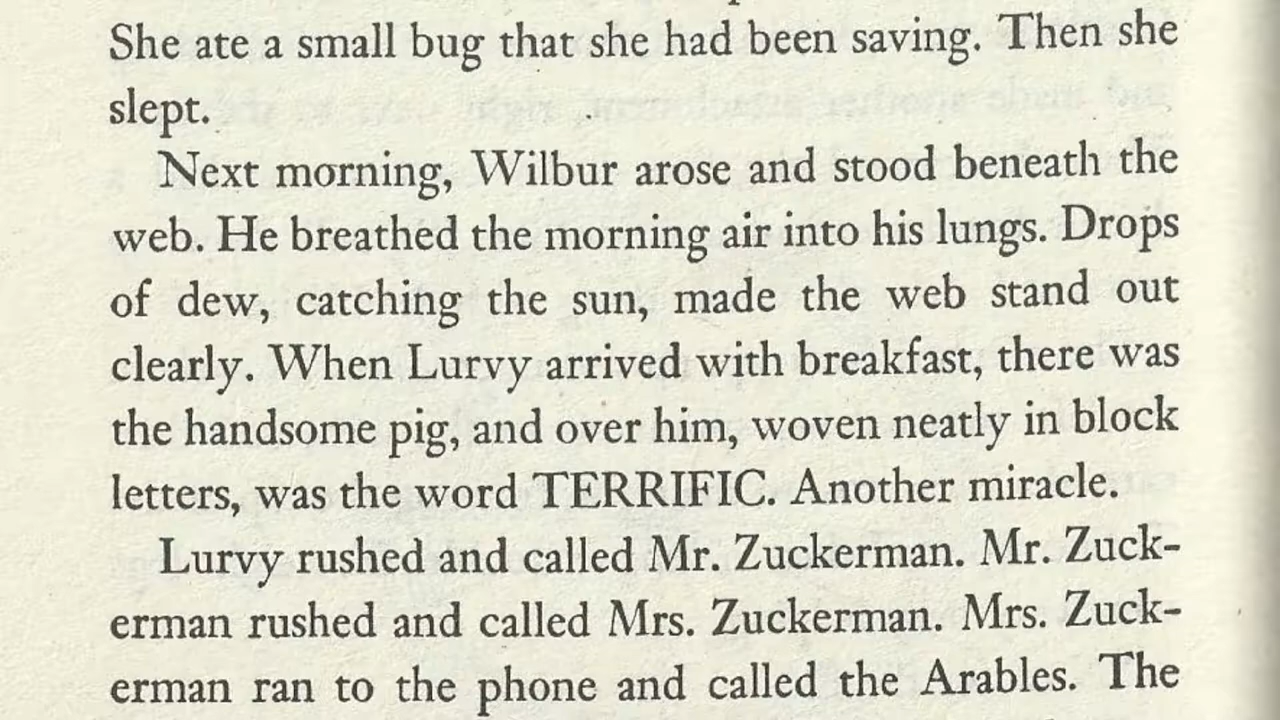 She ate a small bug that she had been saving. Then she
slept.
Next morning, Wilbur arose and stood beneath the
web. He breathed the morning air into his lungs. Drops
of dew, catching the sun, made the web stand out
clearly. When Lurvy arrived with breakfast, there was
the handsome pig, and over him, woven neatly in block
letters, was the word TERRIFIC. Another miracle.
Lurvy rushed and called Mr. Zuckerman. Mr. Zuck-
erman rushed and called Mrs. Zuckerman. Mrs. Zuck-
erman ran to the phone and called the Arables. The